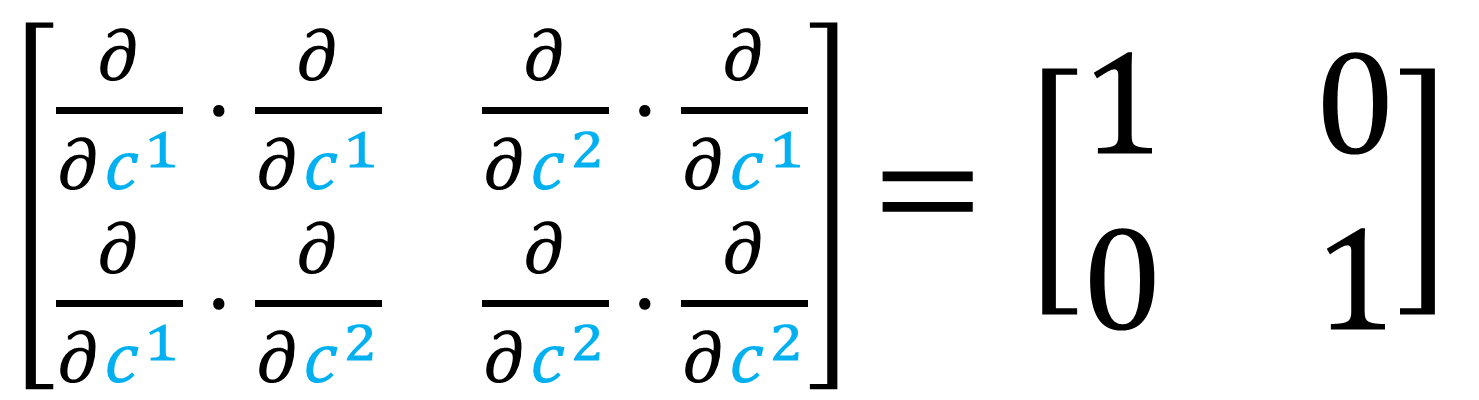 [∂/∂c¹ · ∂/∂c¹  ∂/∂c² · ∂/∂c¹
∂/∂c¹ · ∂/∂c²  ∂/∂c² · ∂/∂c²] = [1 0
0 1]